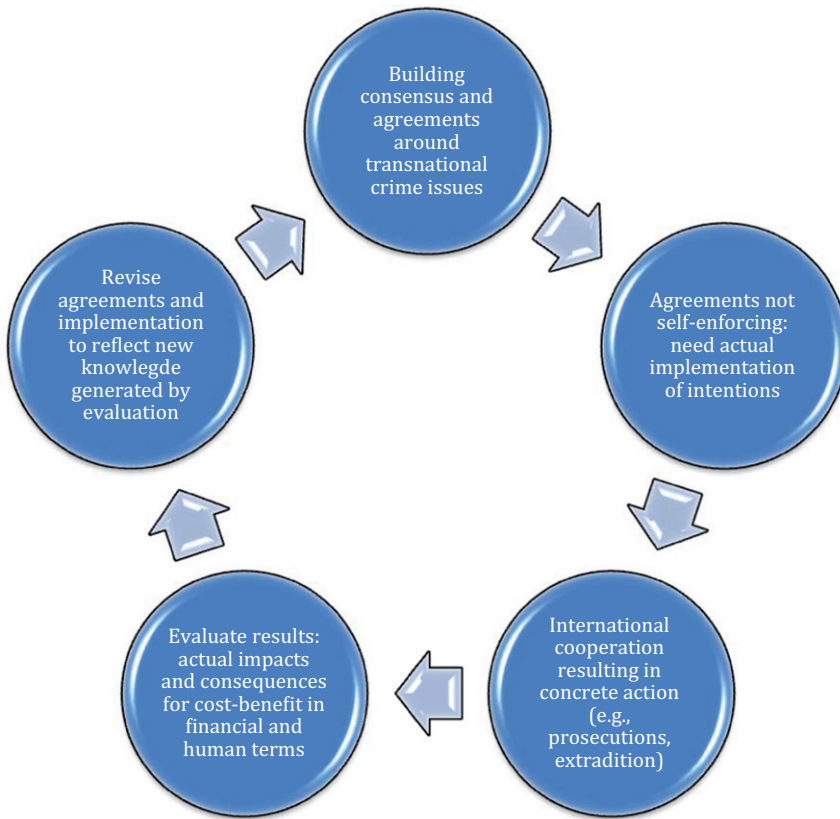 Building
consensus and
agreements
around
transnational
crime issues
Agreements not
self-enforcing:
need actual
implementation
of intentions
International
cooperation
resulting in
concrete action
(e.g.,
prosecutions,
extradition)
Evaluate results:
actual impacts
and consequences
for cost-benefit in
financial and
human terms
Revise
agreements and
implementation
to reflect new
knowlegde
generated by
evaluation